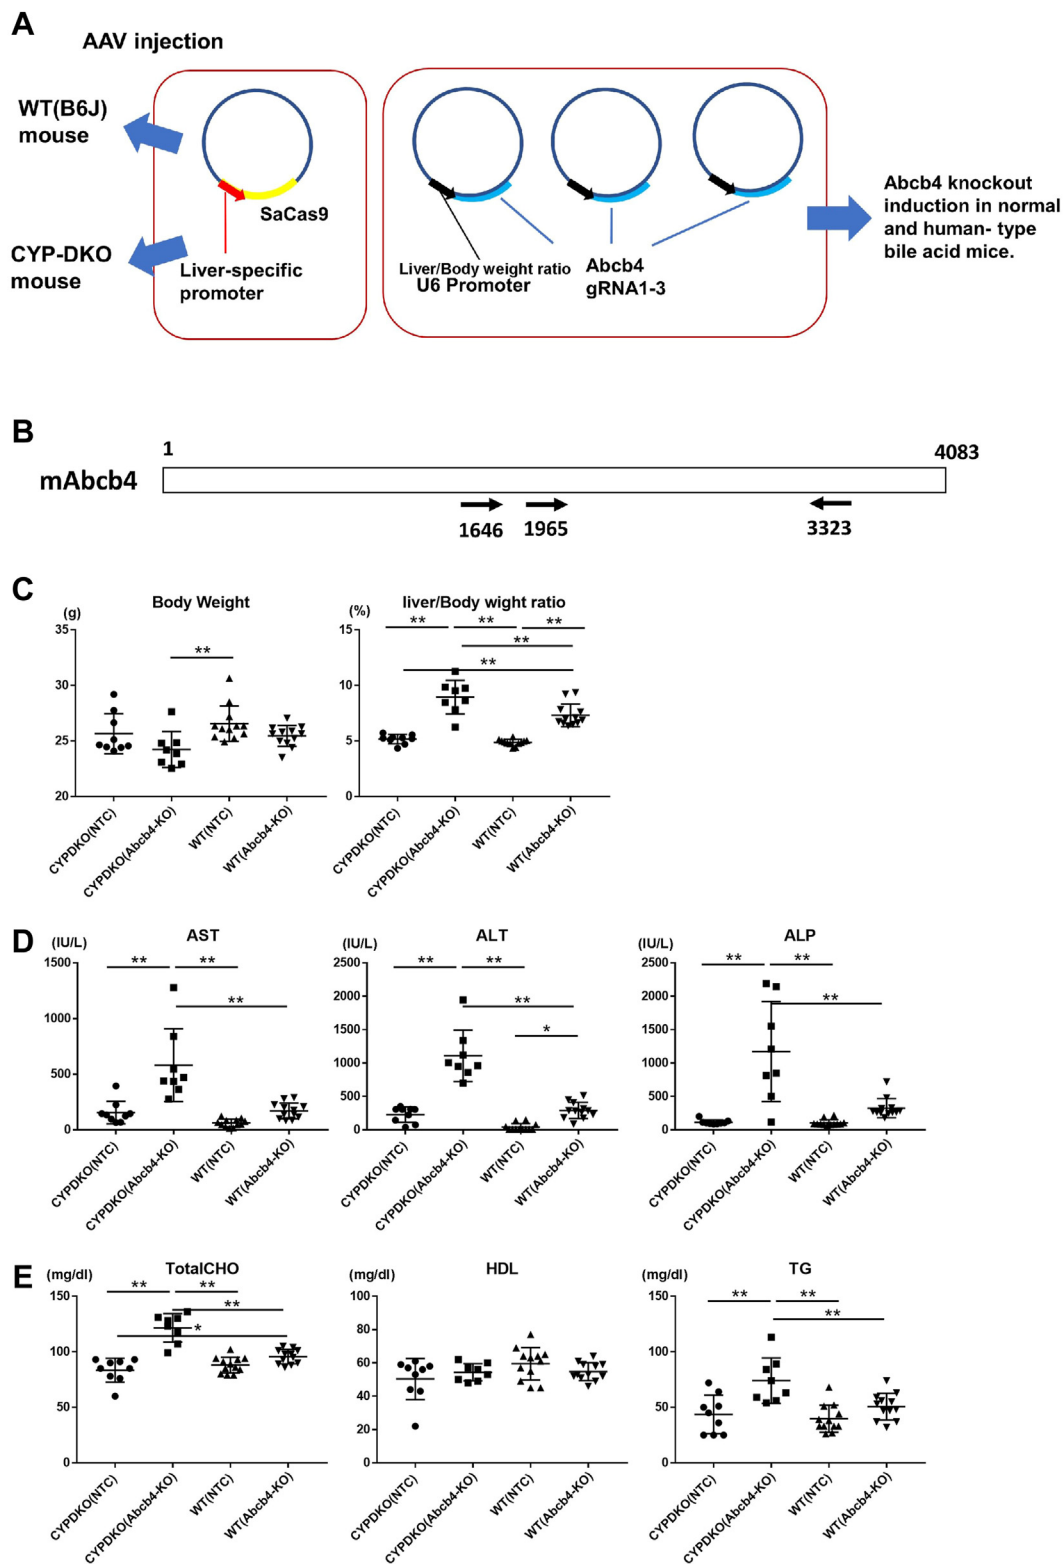 A
AAV injection
WT(B6J)
mouse
CYP-DKO
mouse
SaCas9
Liver-specific
promoter
Liver/Body weight ratio
U6 Promoter
Abcb4
gRNA1-3
Abcb4 knockout
induction in normal
and human- type
bile acid mice.
B
1
4083
mAbcb4
1646
1965
3323
C
Body Weight
(g)
35
30
25
20
**
CYPDKO(NTC)
CYPDKO(Abcb4-KO)
WT(NTC)
WT(Abcb4-KO)
liver/Body wight ratio
(%)
15
10
5
0
** ** **
**
**
CYPDKO(NTC)
CYPDKO(Abcb4-KO)
WT(NTC)
WT(Abcb4-KO)
D
AST
(IU/L)
1500
1000
500
0
** **
**
CYPDKO(NTC)
CYPDKO(Abcb4-KO)
WT(NTC)
WT(Abcb4-KO)
ALT
(IU/L)
2500
2000
1500
1000
500
0
** **
**
*
CYPDKO(NTC)
CYPDKO(Abcb4-KO)
WT(NTC)
WT(Abcb4-KO)
ALP
(IU/L)
2500
2000
1500
1000
500
0
** **
**
CYPDKO(NTC)
CYPDKO(Abcb4-KO)
WT(NTC)
WT(Abcb4-KO)
E
TotalCHO
(mg/dl)
150
100
50
0
** **
**
*
CYPDKO(NTC)
CYPDKO(Abcb4-KO)
WT(NTC)
WT(Abcb4-KO)
HDL
(mg/dl)
100
80
60
40
20
0
CYPDKO(NTC)
CYPDKO(Abcb4-KO)
WT(NTC)
WT(Abcb4-KO)
TG
(mg/dl)
150
100
50
0
** **
**
CYPDKO(NTC)
CYPDKO(Abcb4-KO)
WT(NTC)
WT(Abcb4-KO)